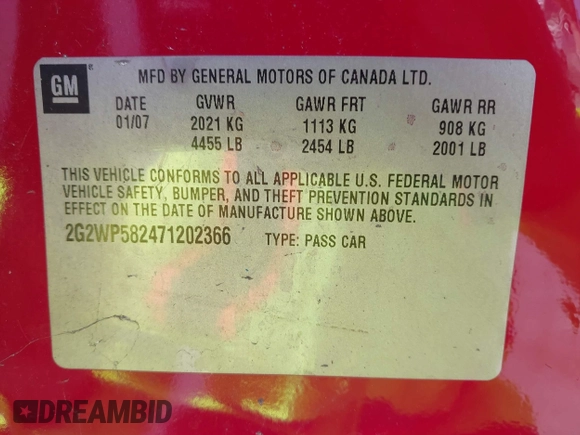 GM
MFD BY GENERAL MOTORS OF CANADA LTD.
DATE GVWR GAWR FRT GAWR RR
01/07 2021 KG 1113 KG 908 KG
4455 LB 2454 LB 2001 LB
THIS VEHICLE CONFORMS TO ALL APPLICABLE U.S. FEDERAL MOTOR
VEHICLE SAFETY, BUMPER, AND THEFT PREVENTION STANDARDS IN
EFFECT ON THE DATE OF MANUFACTURE SHOWN ABOVE.
2G2WP582471202366 TYPE: PASS CAR
DREAMBID